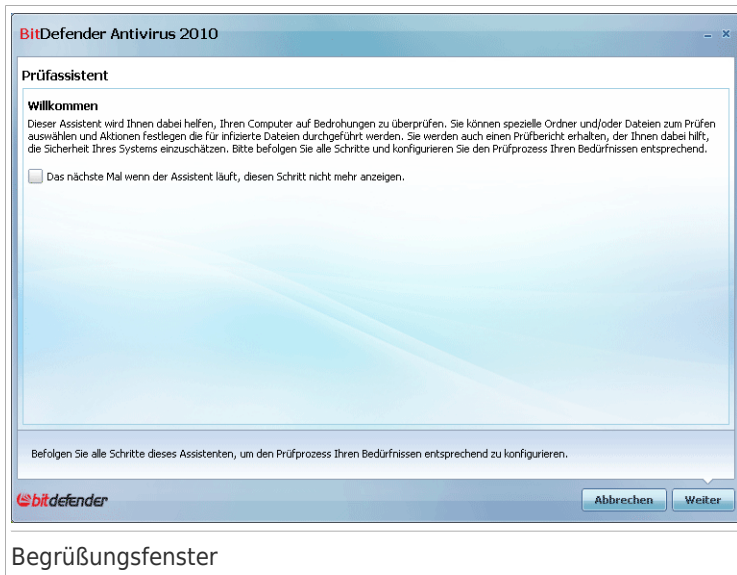 BitDefender Antivirus 2010
Prüfassistent
Willkommen
Dieser Assistent wird Ihnen dabei helfen, Ihren Computer auf Bedrohungen zu überprüfen. Sie können spezielle Ordner und/oder Dateien zum Prüfen
auswählen und Aktionen festlegen die für infizierte Dateien durchgeführt werden. Sie werden auch einen Prüfbericht erhalten, der Ihnen dabei hilft,
die Sicherheit Ihres Systems einzuschätzen. Bitte befolgen Sie alle Schritte und konfigurieren Sie den Prüfprozess Ihren Bedürfnissen entsprechend.
Das nächste Mal wenn der Assistent läuft, diesen Schritt nicht mehr anzeigen.
Befolgen Sie alle Schritte dieses Assistenten, um den Prüfprozess Ihren Bedürfnissen entsprechend zu konfigurieren.
bitdefender
Abbrechen
Weiter
Begrüßungsfenster